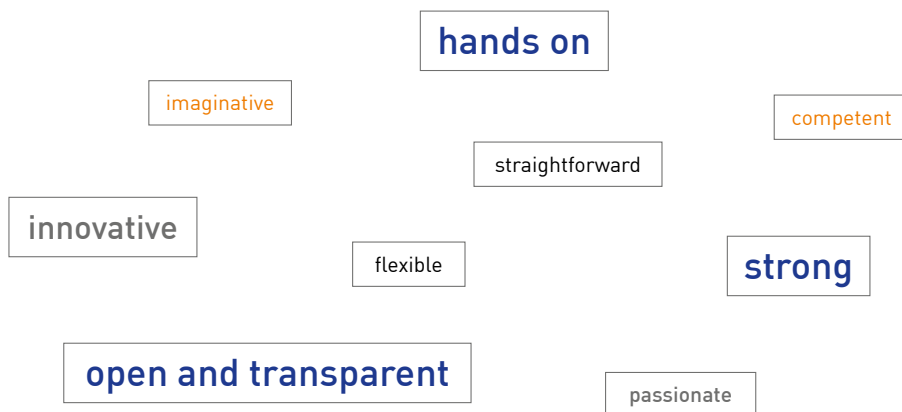 hands on
imaginative
competent
straightforward
innovative
flexible
strong
open and transparent
passionate